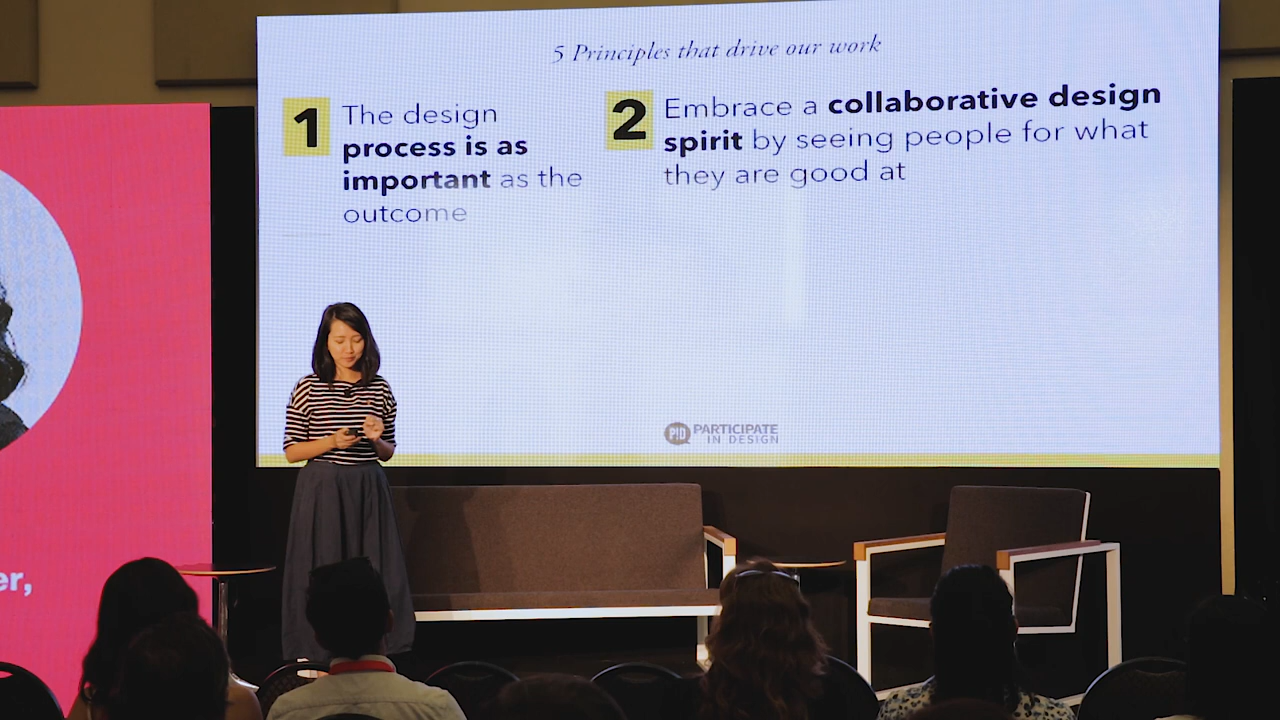 5 Principles that drive our work
1
The design
process is as
important as the
outcome
2
Embrace a collaborative design
spirit by seeing people for what
they are good at
PID PARTICIPATE
IN DESIGN
er,